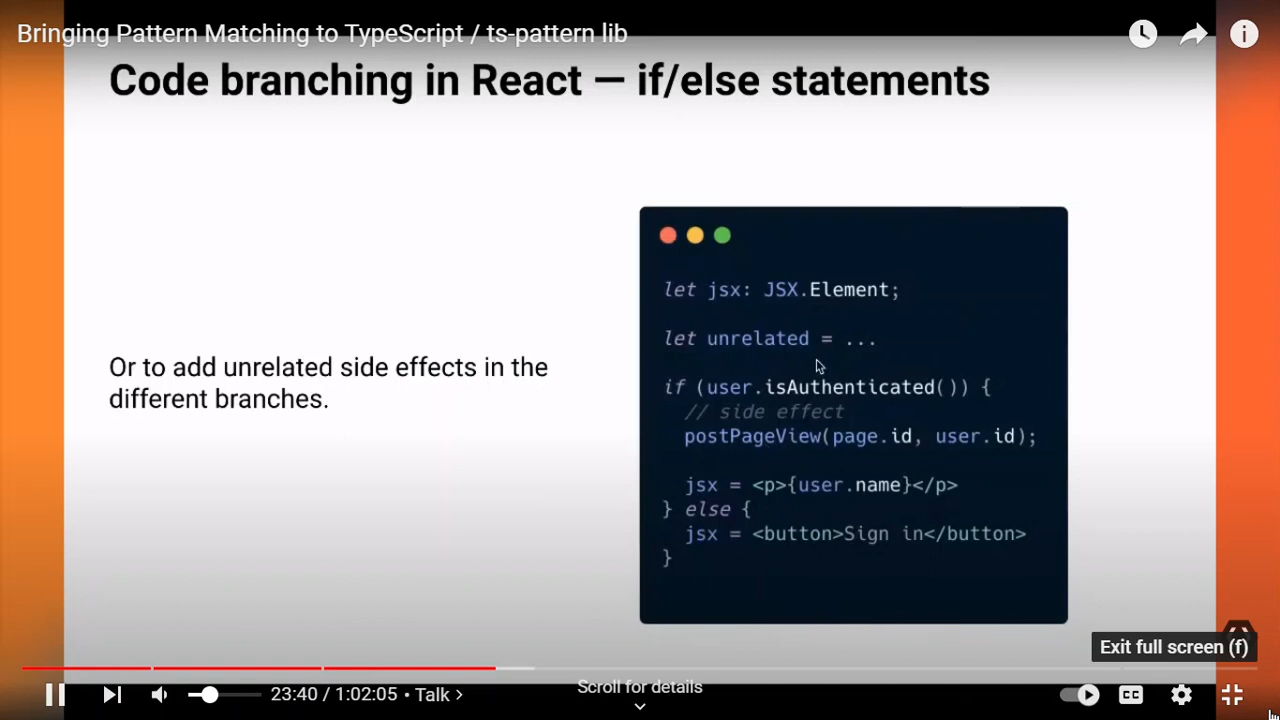 Bringing Pattern Matching to TypeScript / ts-pattern lib
Code branching in React — if/else statements
Or to add unrelated side effects in the
different branches.
let jsx: JSX.Element;
let unrelated = ...
if (user.isAuthenticated()) {
// side effect
postPageView(page.id, user.id);
jsx = <p>{user.name}</p>
} else {
jsx = <button>Sign in</button>
}
Exit full screen (f)
23:40 / 1:02:05 • Talk >
Scroll for details
CC